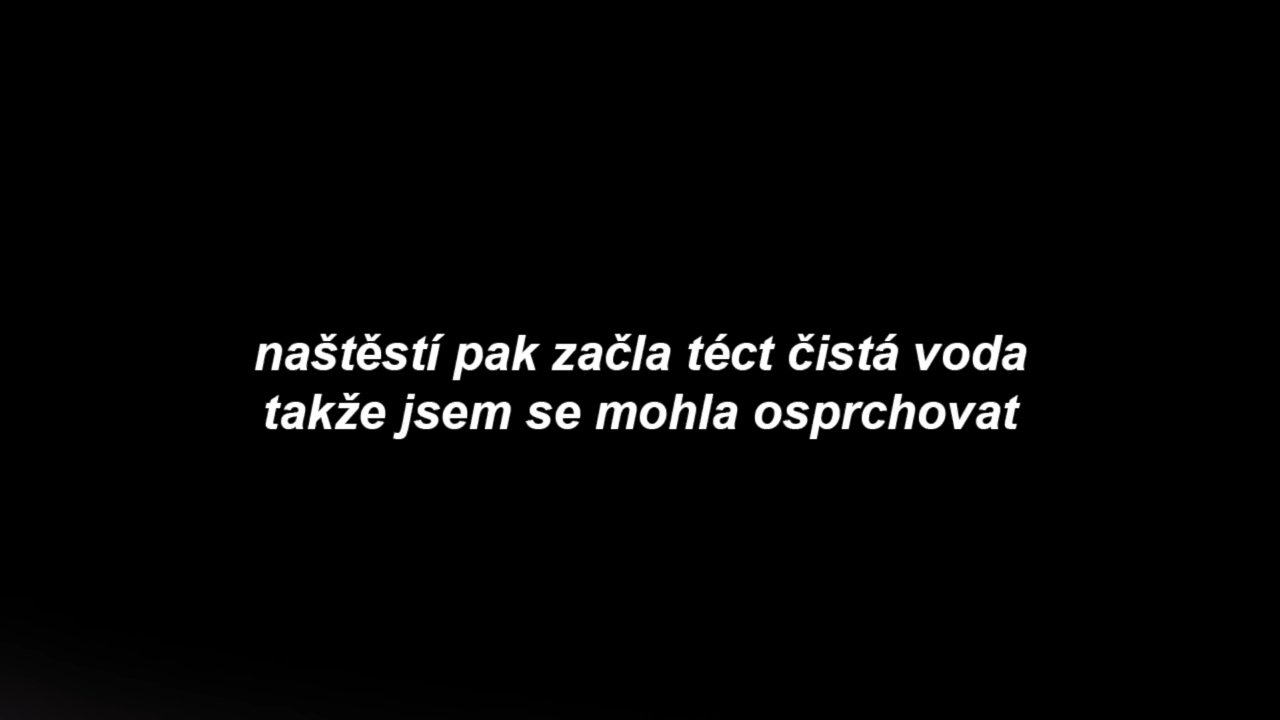 naštěstí pak začla téct čistá voda
takže jsem se mohla osprchovat